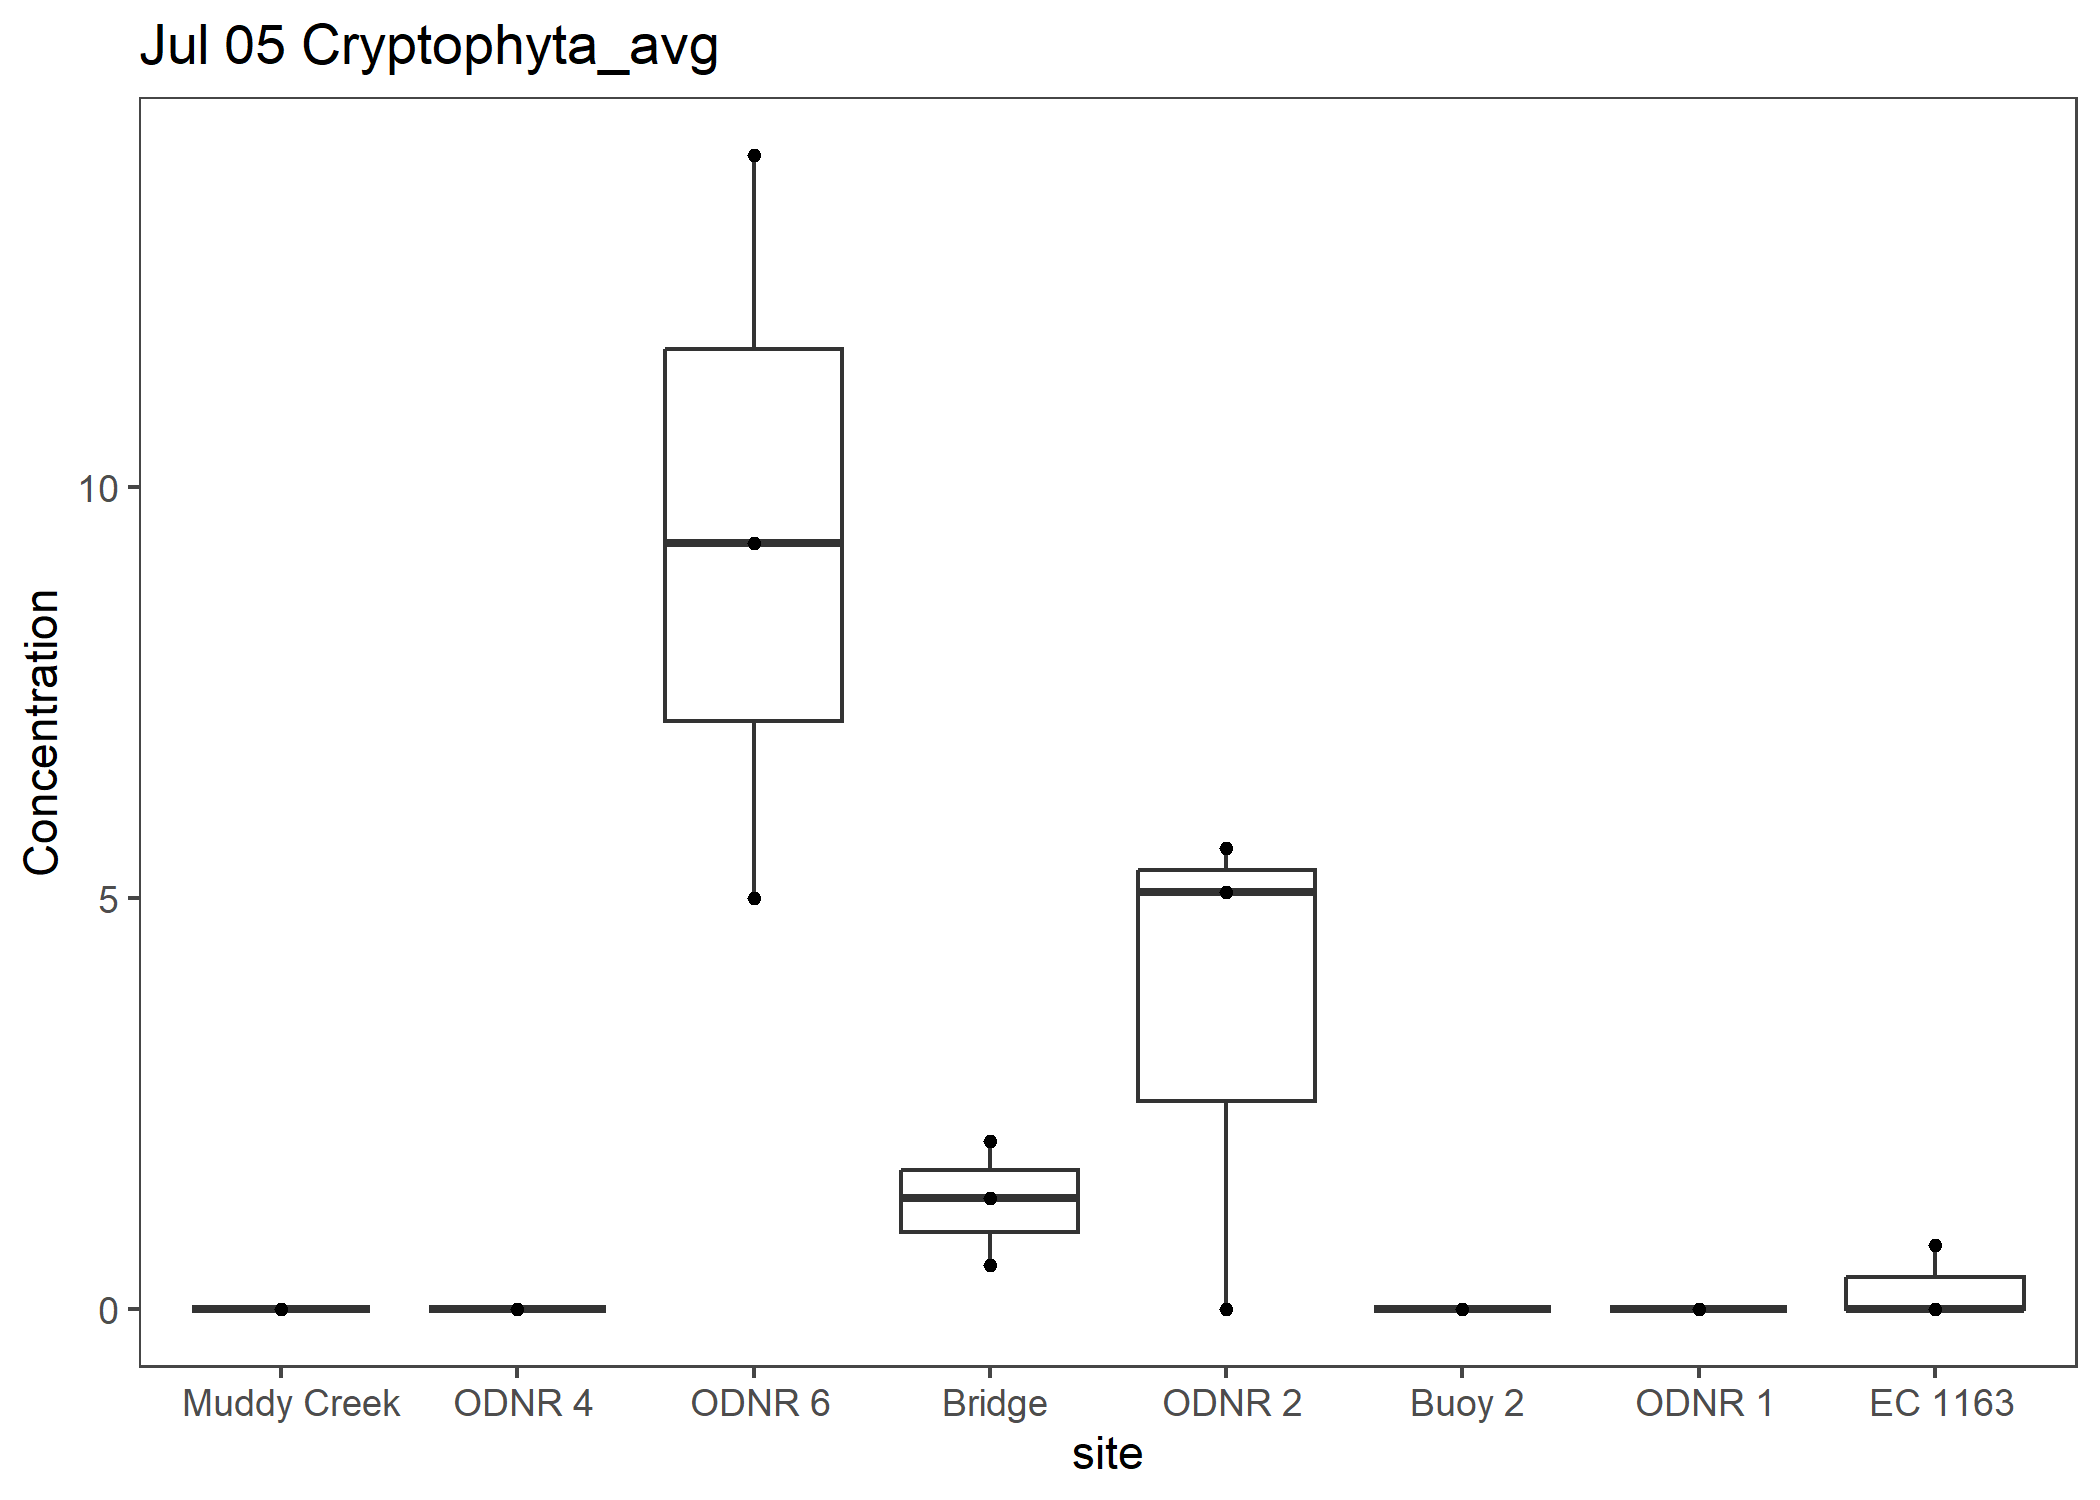 Jul 05 Cryptophyta_avg
Concentration
10
5
0
Muddy Creek ODNR 4 ODNR 6 Bridge ODNR 2 Buoy 2 ODNR 1 EC 1163
site